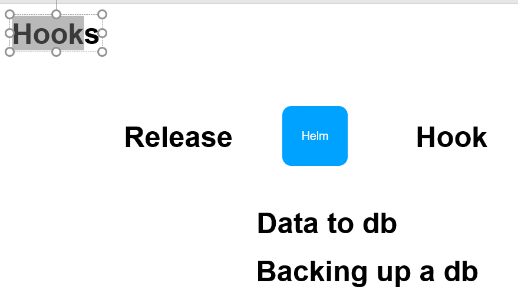 Hooks
Release Helm Hook
Data to db
Backing up a db